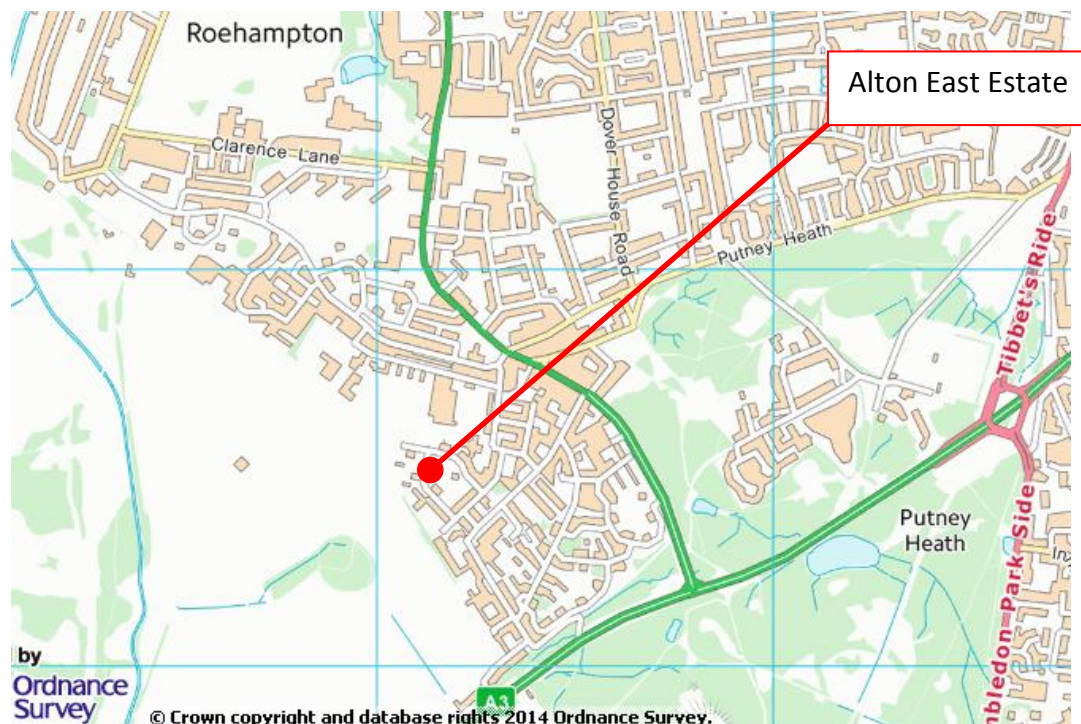 Roehampton
Alton East Estate
Clarence Lane
Dover House Road
Putney Heath
Tibbet's Ride
Putney
Heath
bledon Park Side
by
Ordnance
Survey
A3
© Crown copyright and database rights 2014 Ordnance Survey.